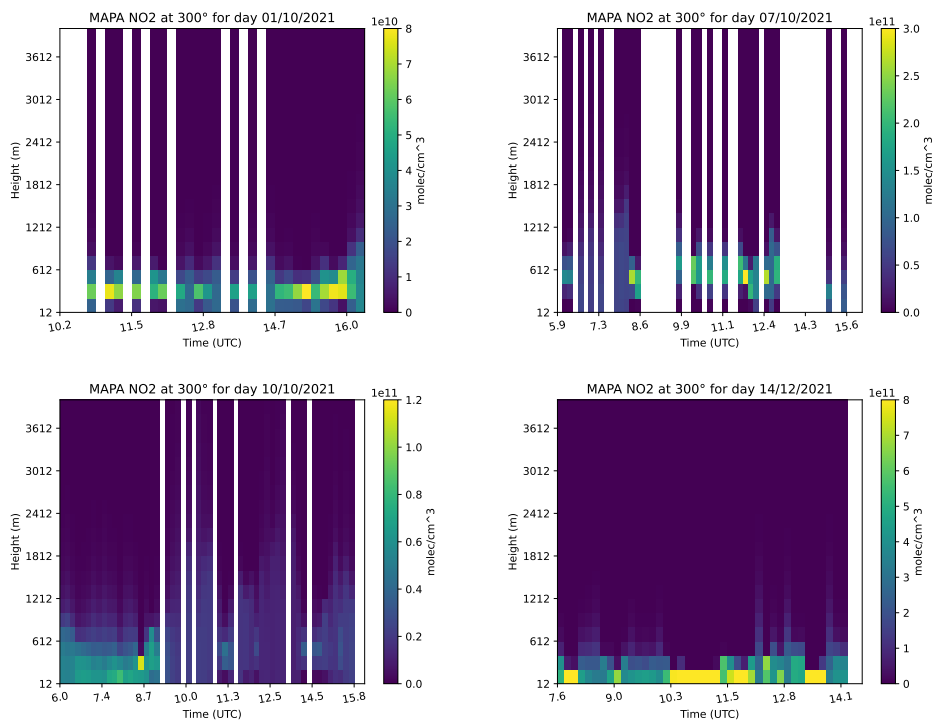 MAPA NO2 at 300° for day 01/10/2021
1e10
Height (m)
3612
3012
2412
1812
1212
612
12
10.2 11.5 12.8 14.7 16.0
Time (UTC)
8
7
6
5
4
3
2
1
0
molec/cm^3
MAPA NO2 at 300° for day 07/10/2021
1e11
Height (m)
3612
3012
2412
1812
1212
612
12
5.9 7.3 8.6 9.9 11.1 12.4 14.3 15.6
Time (UTC)
3.0
2.5
2.0
1.5
1.0
0.5
0.0
molec/cm^3
MAPA NO2 at 300° for day 10/10/2021
1e11
Height (m)
3612
3012
2412
1812
1212
612
12
6.0 7.4 8.7 10.0 11.3 12.5 14.5 15.8
Time (UTC)
1.2
1.0
0.8
0.6
0.4
0.2
0.0
molec/cm^3
MAPA NO2 at 300° for day 14/12/2021
1e11
Height (m)
3612
3012
2412
1812
1212
612
12
7.6 9.0 10.3 11.5 12.8 14.1
Time (UTC)
8
7
6
5
4
3
2
1
0
molec/cm^3